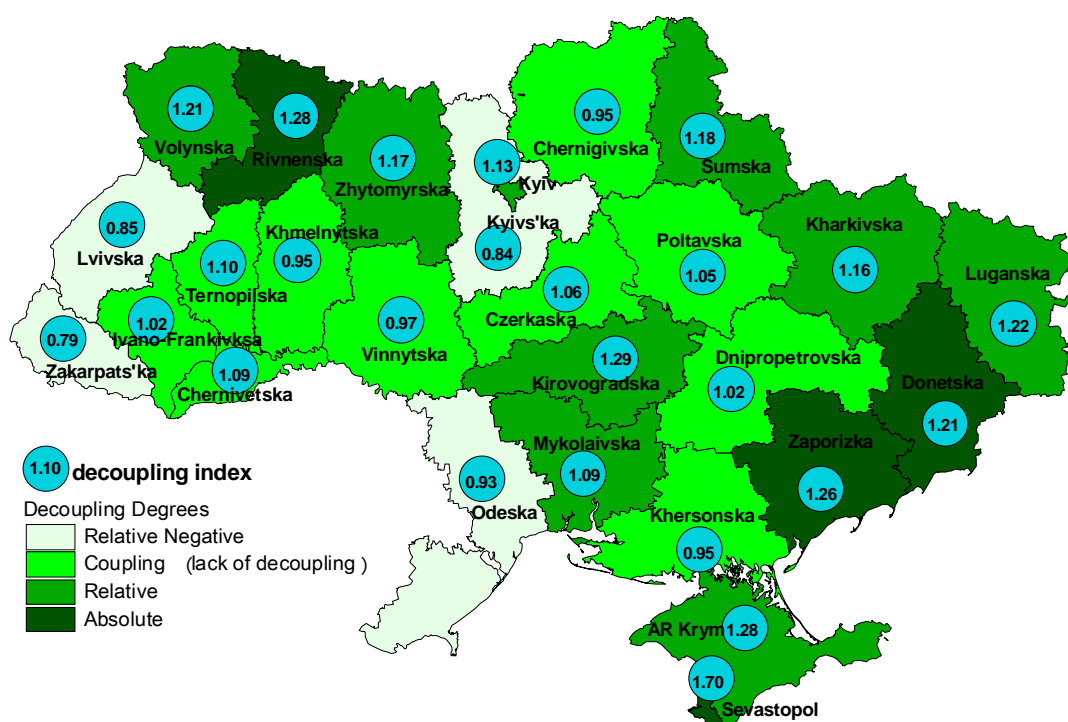 1.21
Volynska
1.28
Rivnenska
1.17
Zhytomyrska
1.13
Kyiv
Kyivs'ka
0.84
0.95
Chernigivska
1.18
Sumska
0.85
Lvivska
1.10
Ternopilska
Khmelnytska
0.95
Poltavska
1.05
Kharkivska
1.16
Luganska
1.22
0.79
Zakarpats'ka
1.02
Ivano-Frankivksa
1.09
Chernivetska
0.97
Vinnytska
1.06
Czerkaska
1.29
Kirovogradska
Dnipropetrovska
1.02
Donetska
1.21
Zaporizka
1.26
Mykolaivska
1.09
0.93
Odeska
Khersonska
0.95
AR Krym
1.28
1.70
Sevastopol
1.10 decoupling index
Decoupling Degrees
Relative Negative
Coupling (lack of decoupling )
Relative
Absolute